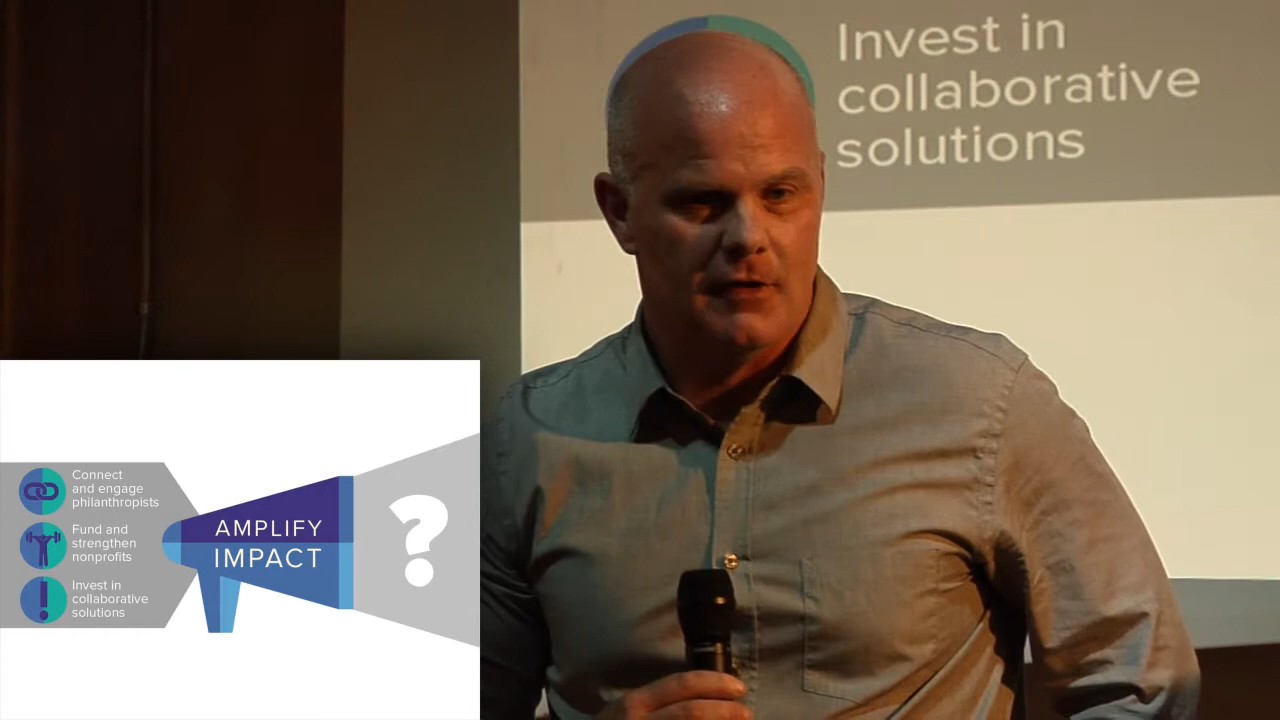 Invest in
collaborative
solutions
Connect
and engage
philanthropists
Fund and
strengthen
nonprofits
Invest in
collaborative
solutions
AMPLIFY
IMPACT
?